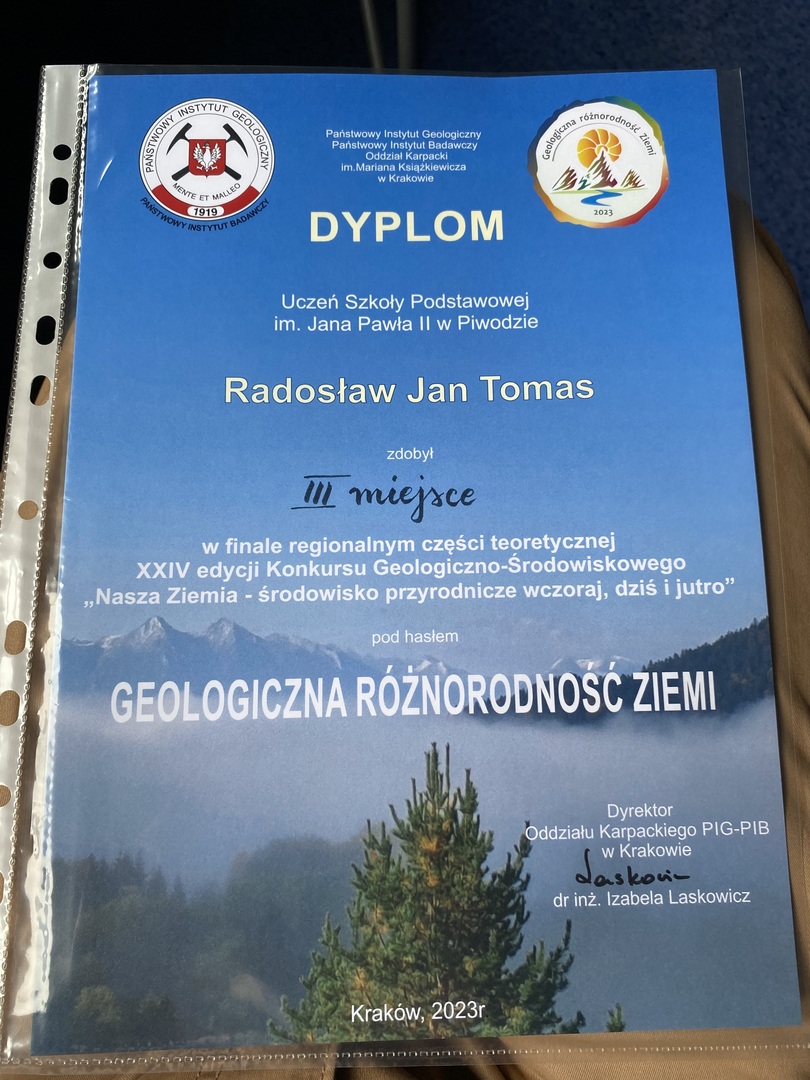 PAŃSTWOWY INSTYTUT GEOLOGICZNY
MENTE ET MALLEO
1919
PAŃSTWOWY INSTYTUT BADAWCZY
Państwowy Instytut Geologiczny
Państwowy Instytut Badawczy
Oddział Karpacki
im.Mariana Książkiewicza
w Krakowie
Geologiczna różnorodność Ziemi
2023
DYPLOM
Uczeń Szkoły Podstawowej
im. Jana Pawła II w Piwodzie
Radosław Jan Tomas
zdobył
III miejsce
w finale regionalnym części teoretycznej
XXIV edycji Konkursu Geologiczno-Środowiskowego
„Nasza Ziemia - środowisko przyrodnicze wczoraj, dziś i jutro”
pod hasłem
GEOLOGICZNA RÓŻNORODNOŚĆ ZIEMI
Dyrektor
Oddziału Karpackiego PIG-PIB
w Krakowie
Laskowicz
dr inż. Izabela Laskowicz
Kraków, 2023r